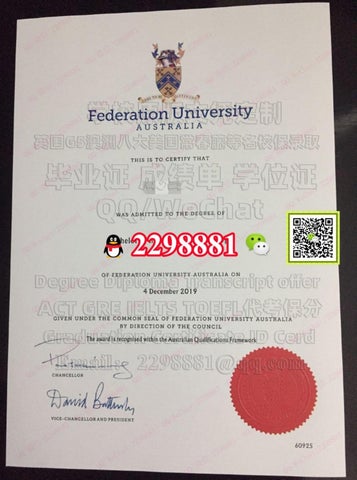 Federation University
AUSTRALIA
英国G5澳洲八大美国常春藤等名校保录取
THIS IS TO CERTIFY THAT
毕业证 成绩单 学位证
QQ/WeChat
WAS ADMITTED TO THE DEGREE OF
2298881
OF FEDERATION UNIVERSITY AUSTRALIA ON
Degree Diploma Transcript offer
4 December 2019
ACT GRE IELTS TOEFL代考保分
GIVEN UNDER THE COMMON SEAL OF FEDERATION UNIVERSITY AUSTRALIA
BY DIRECTION OF THE COUNCIL
ID Cerd
The award is recognised within the Australian Qualifications Framework
2298881@qq.com
CHANCELLOR
VICE-CHANCELLOR AND PRESIDENT
60925